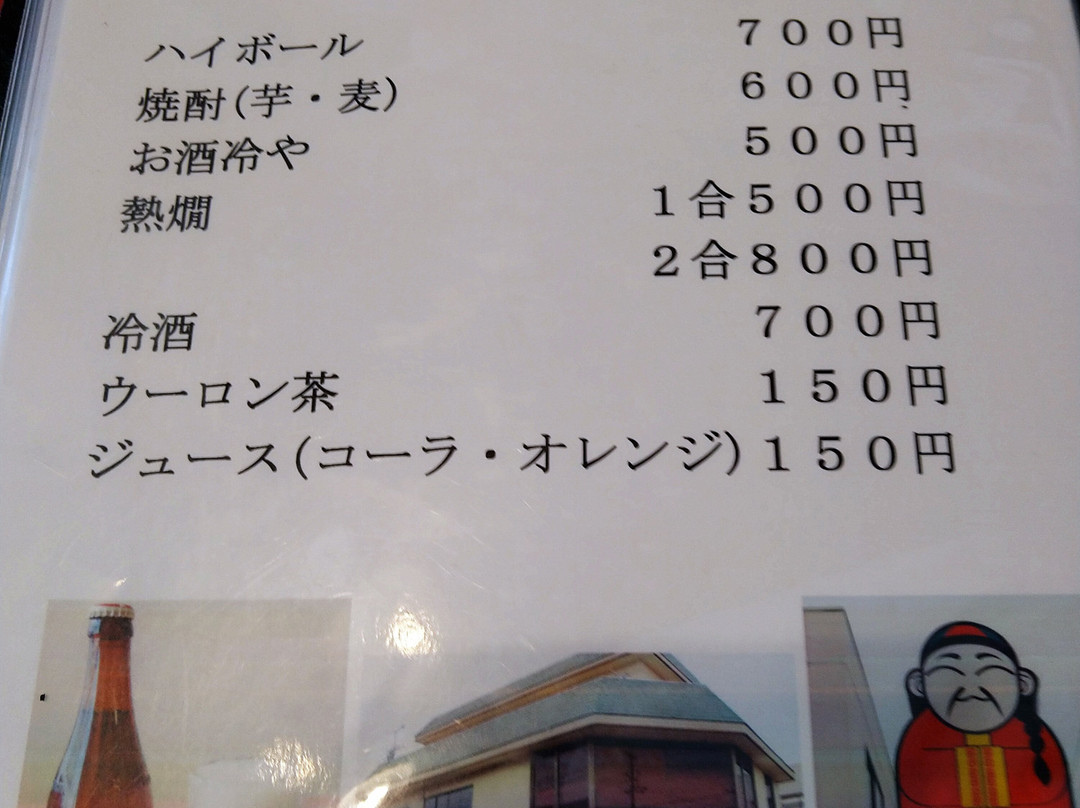 ハイボール ７００円
焼酎(芋・麦) ６００円
お酒冷や ５００円
熱燗 １合５００円
２合８００円
冷酒 ７００円
ウーロン茶 １５０円
ジュース(コーラ・オレンジ)１５０円